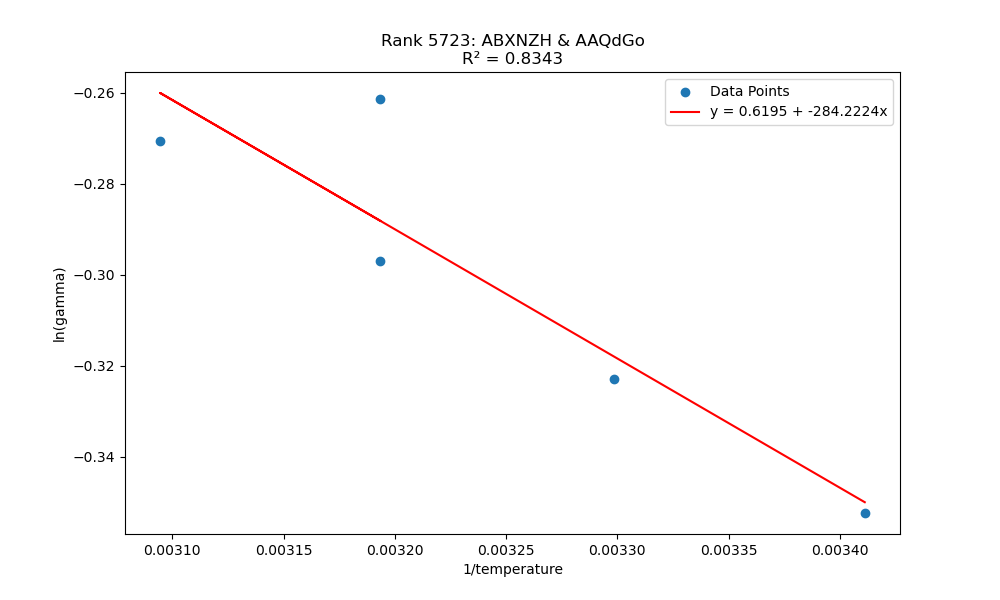 Rank 5723: ABXNZH & AAQdGo
R² = 0.8343
Data Points
y = 0.6195 + -284.2224x
−0.26
−0.28
−0.30
−0.32
−0.34
ln(gamma)
0.00310 0.00315 0.00320 0.00325 0.00330 0.00335 0.00340
1/temperature